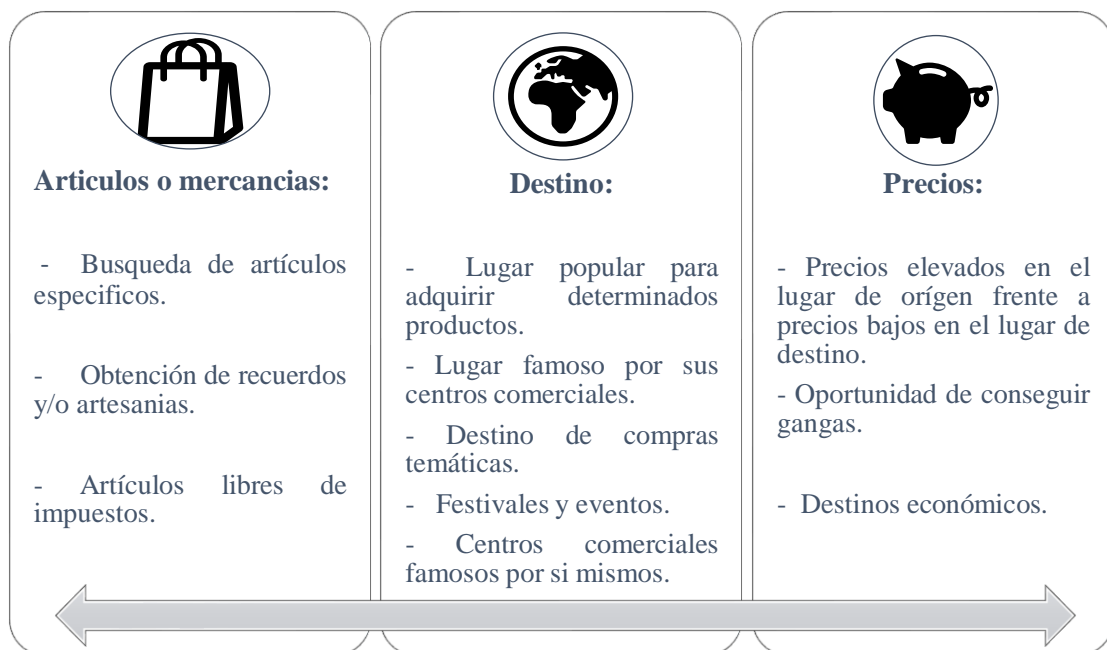 Articulos o mercancias:
- Busqueda de artículos
especificos.
- Obtención de recuerdos
y/o artesanias.
- Artículos libres de
impuestos.
Destino:
- Lugar popular para
adquirir determinados
productos.
- Lugar famoso por sus
centros comerciales.
- Destino de compras
temáticas.
- Festivales y eventos.
- Centros comerciales
famosos por si mismos.
Precios:
- Precios elevados en el
lugar de orígen frente a
precios bajos en el lugar de
destino.
- Oportunidad de conseguir
gangas.
- Destinos económicos.